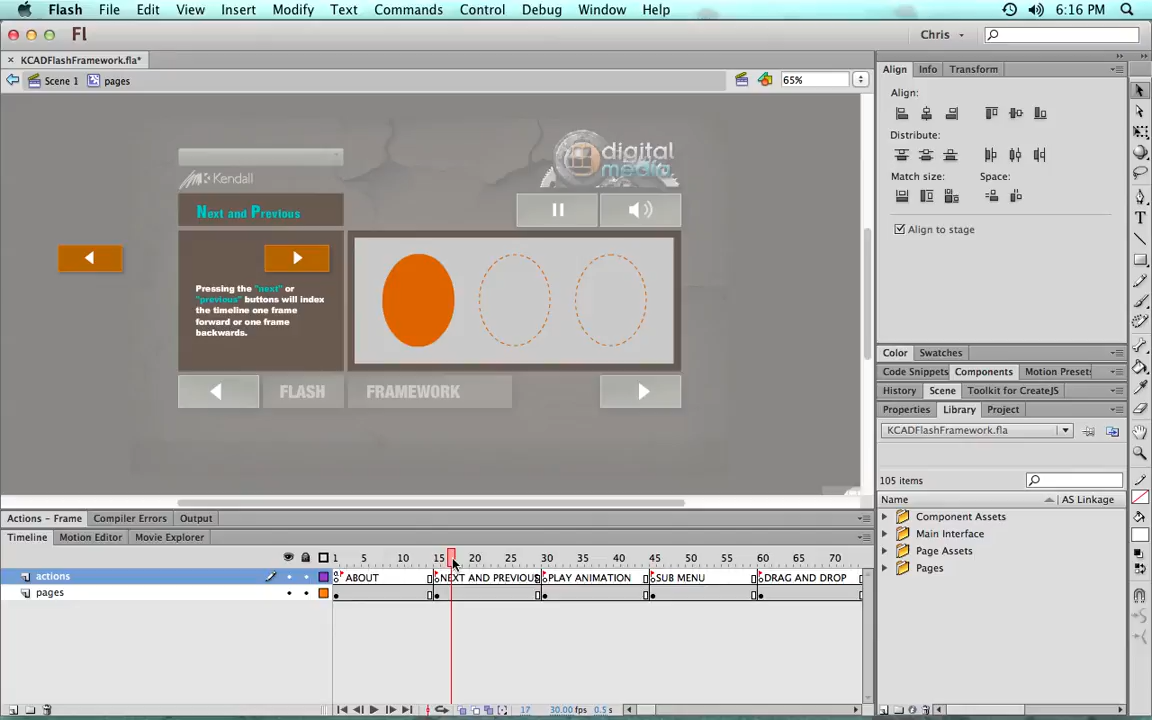 Flash File Edit View Insert Modify Text Commands Control Debug Window Help 6:16 PM
Fl Chris
KCADFlashFramework.fla*
Scene 1 pages 65%
Kendall
digital
media
Next and Previous
Pressing the "next" or
"previous" buttons will index
the timeline one frame
forward or one frame
backwards.
FLASH FRAMEWORK
Align Info Transform
Align:
Distribute:
Match size: Space:
Align to stage
Color Swatches
Code Snippets Components Motion Presets
History Scene Toolkit for CreateJS
Properties Library Project
KCADFlashFramework.fla
105 items
Name AS Linkage
Component Assets
Main Interface
Page Assets
Pages
Actions - Frame Compiler Errors Output
Timeline Motion Editor Movie Explorer
1 5 10 15 20 25 30 35 40 45 50 55 60 65 70
actions ABOUT NEXT AND PREVIOUS PLAY ANIMATION SUB MENU DRAG AND DROP
pages
17 30.00 fps 0.5 s